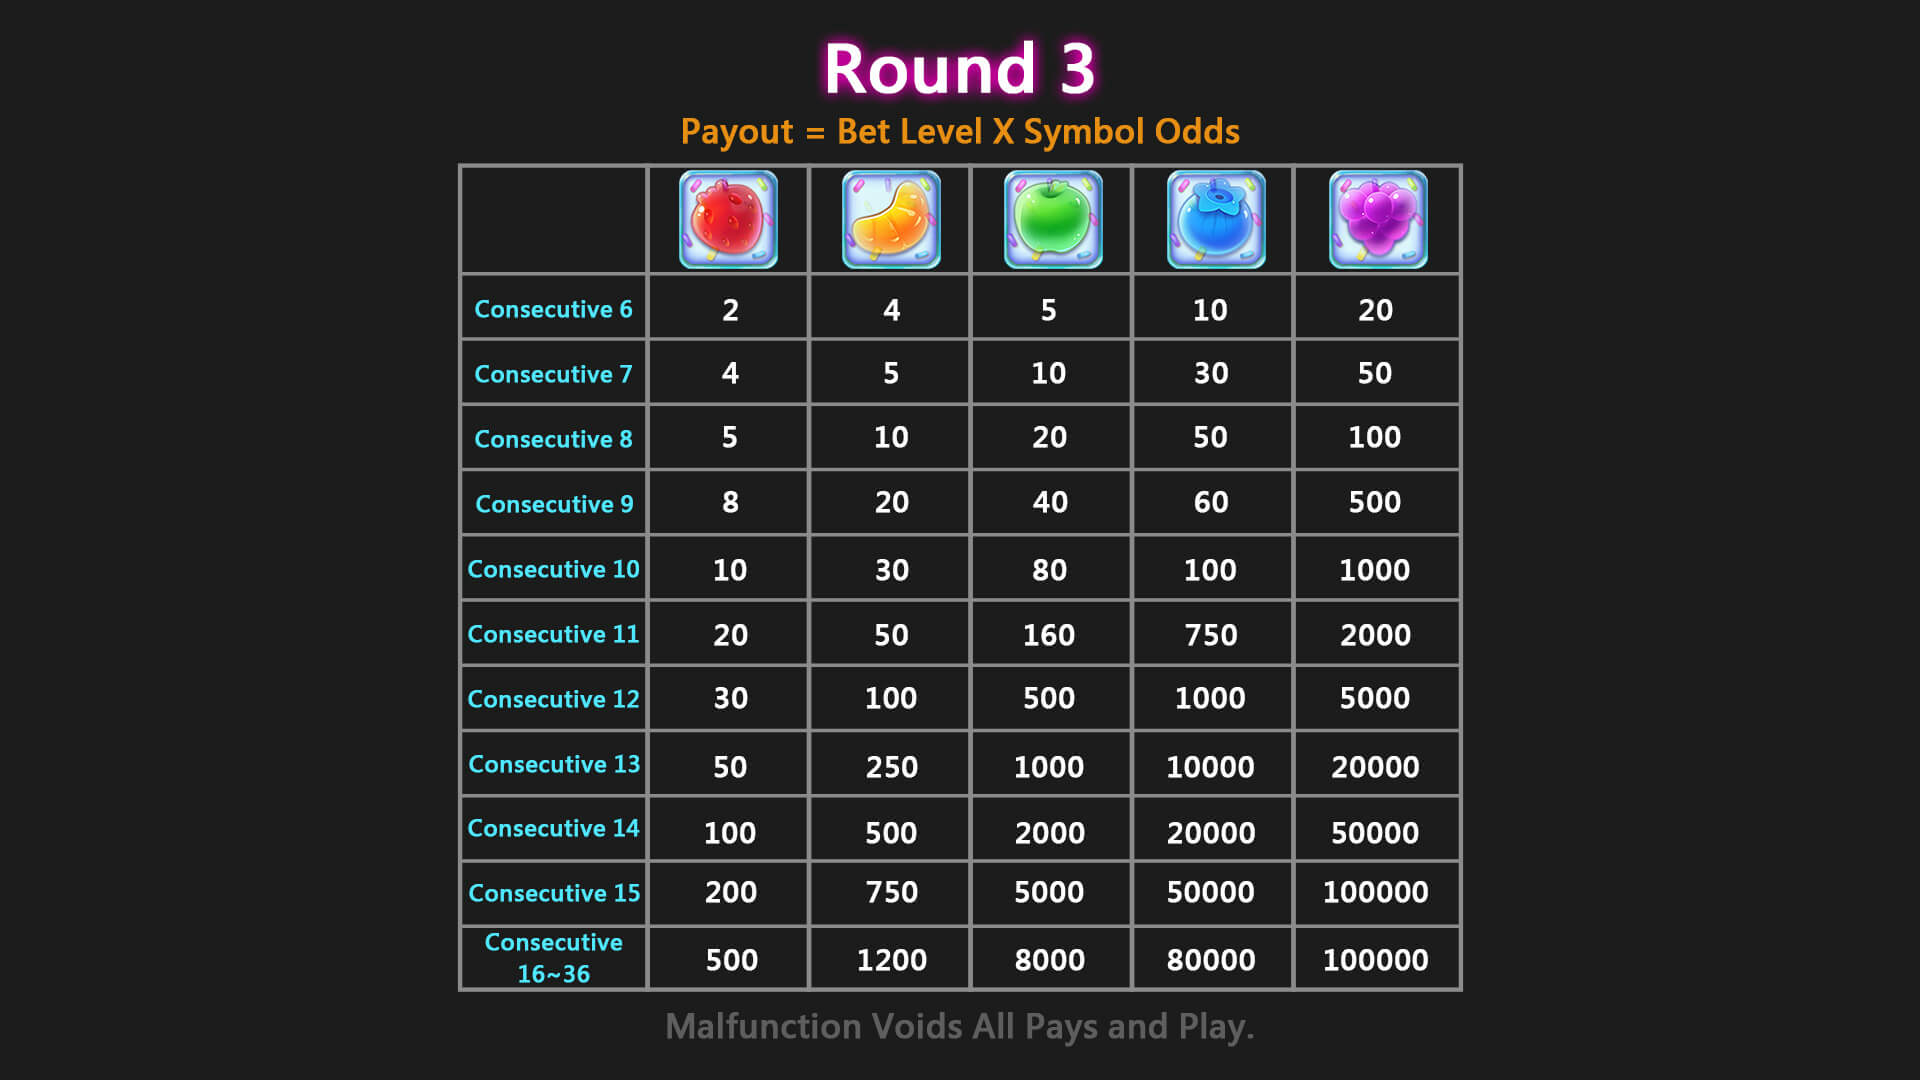 Round 3
Payout = Bet Level X Symbol Odds
Consecutive 6 2 4 5 10 20
Consecutive 7 4 5 10 30 50
Consecutive 8 5 10 20 50 100
Consecutive 9 8 20 40 60 500
Consecutive 10 10 30 80 100 1000
Consecutive 11 20 50 160 750 2000
Consecutive 12 30 100 500 1000 5000
Consecutive 13 50 250 1000 10000 20000
Consecutive 14 100 500 2000 20000 50000
Consecutive 15 200 750 5000 50000 100000
Consecutive
16~36 500 1200 8000 80000 100000
Malfunction Voids All Pays and Play.